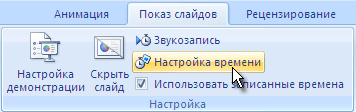 Анимация Показ слайдов Рецензирование
Звукозапись
Настройка времени
Настройка демонстрации
Скрыть слайд
Использовать записанные времена
Настройка